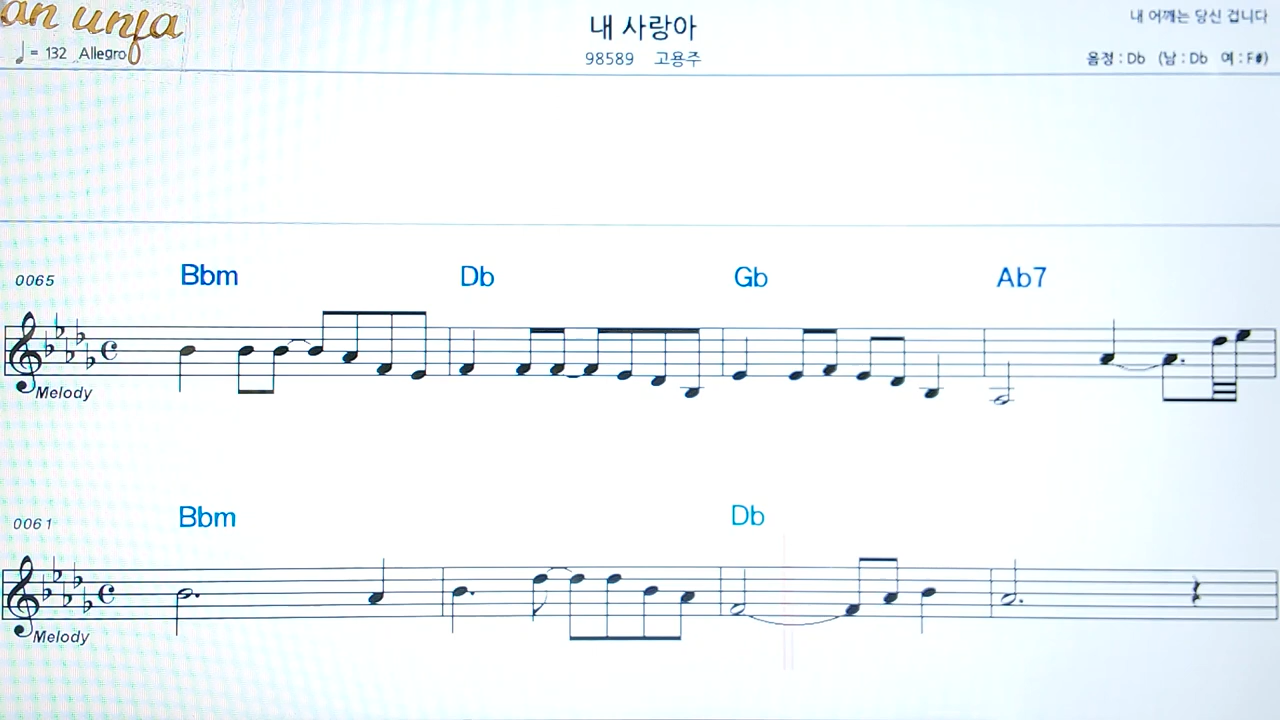 an unja
♩= 132 Allegro
내 사랑아
98589 고용주
내 어깨는 당신 겁니다
음정 : Db (남 : Db 여 : F#)
0065 Bbm Db Gb Ab7
Melody
0061 Bbm Db
Melody